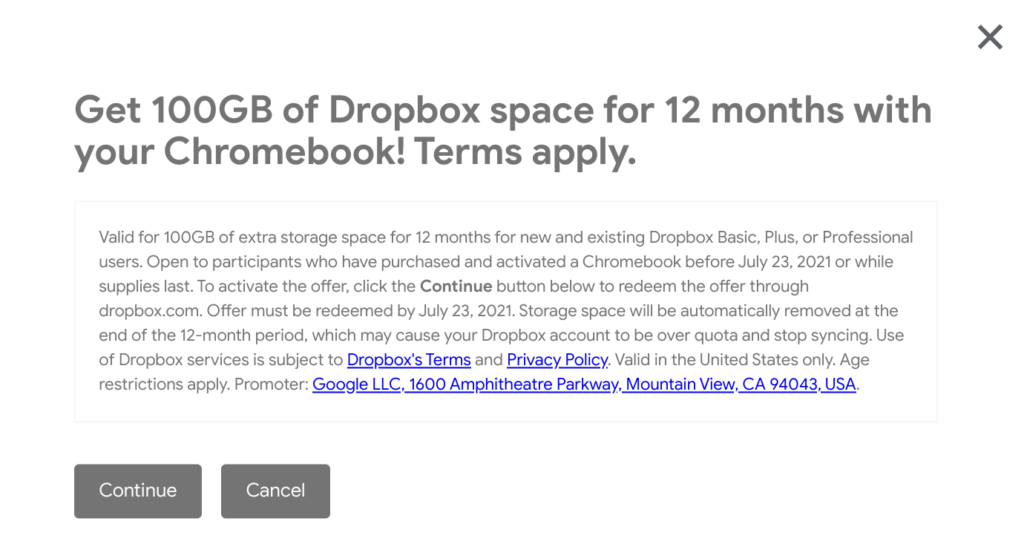 Get 100GB of Dropbox space for 12 months with
your Chromebook! Terms apply.
Valid for 100GB of extra storage space for 12 months for new and existing Dropbox Basic, Plus, or Professional
users. Open to participants who have purchased and activated a Chromebook before July 23, 2021 or while
supplies last. To activate the offer, click the Continue button below to redeem the offer through
dropbox.com. Offer must be redeemed by July 23, 2021. Storage space will be automatically removed at the
end of the 12-month period, which may cause your Dropbox account to be over quota and stop syncing. Use
of Dropbox services is subject to Dropbox's Terms and Privacy Policy. Valid in the United States only. Age
restrictions apply. Promoter: Google LLC, 1600 Amphitheatre Parkway, Mountain View, CA 94043, USA.
Continue
Cancel